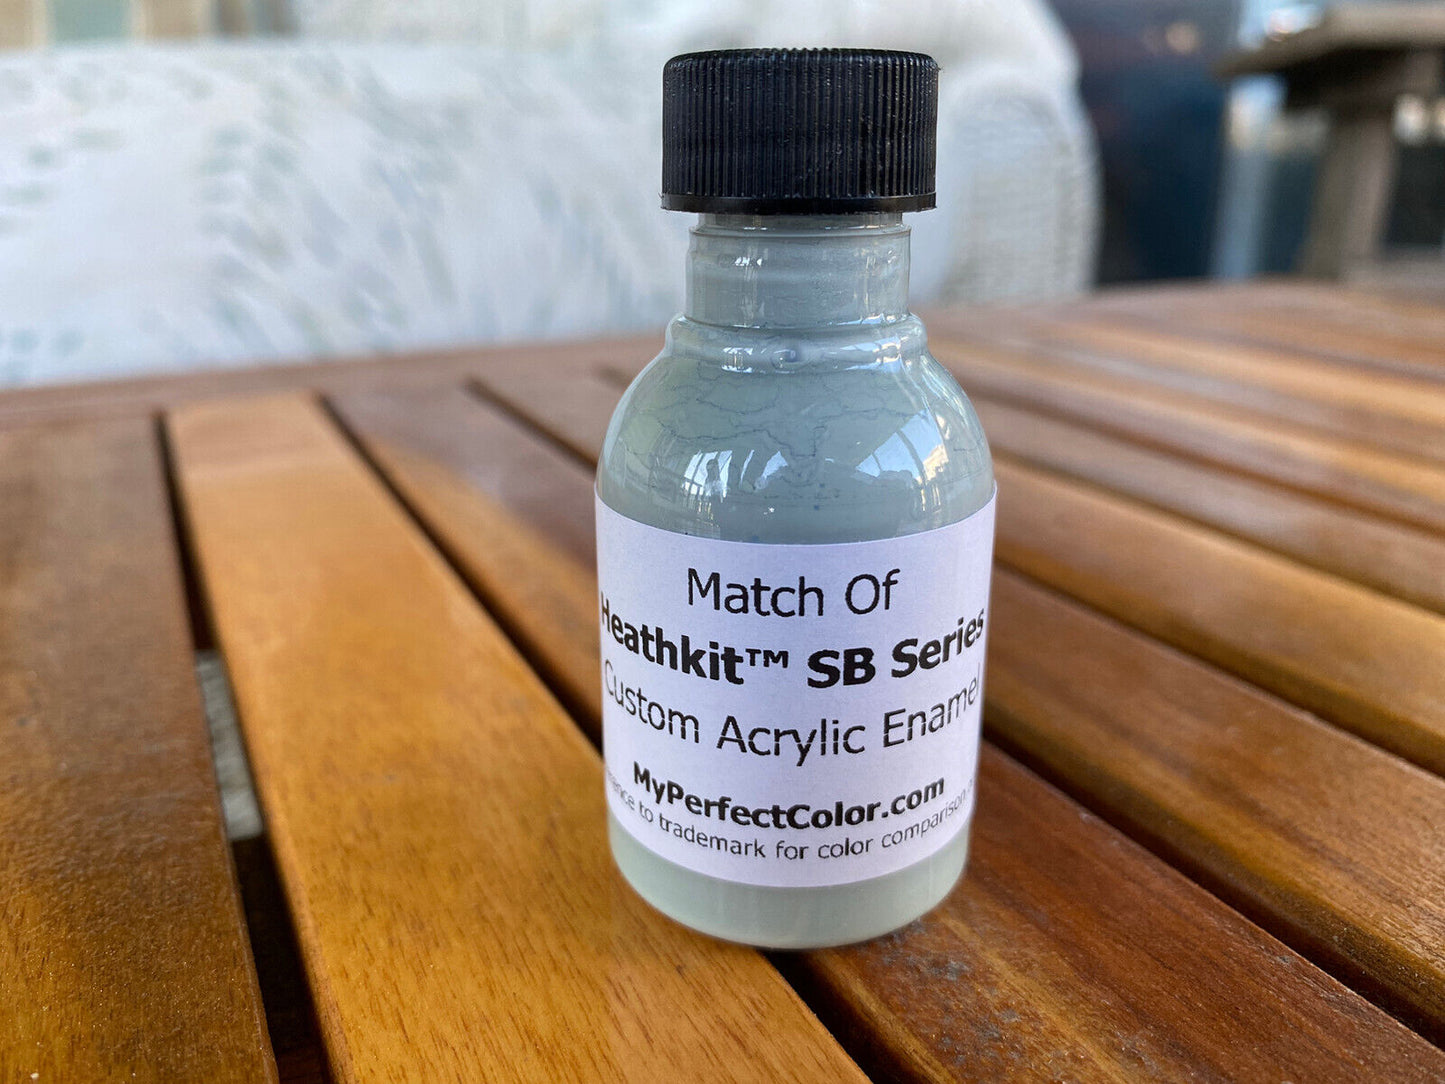 Match Of
Heathkit™ SB Series
Custom Acrylic Enamel
MyPerfectColor.com
to trademark for color comparison